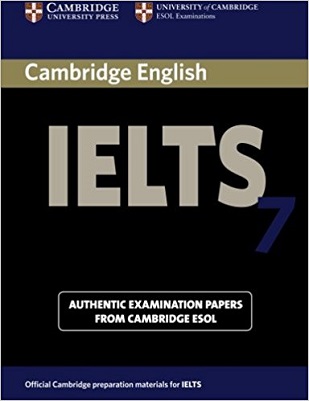 CAMBRIDGE
UNIVERSITY PRESS
UNIVERSITY of CAMBRIDGE
ESOL Examinations
Cambridge English
IELTS
7
AUTHENTIC EXAMINATION PAPERS
FROM CAMBRIDGE ESOL
Official Cambridge preparation materials for IELTS